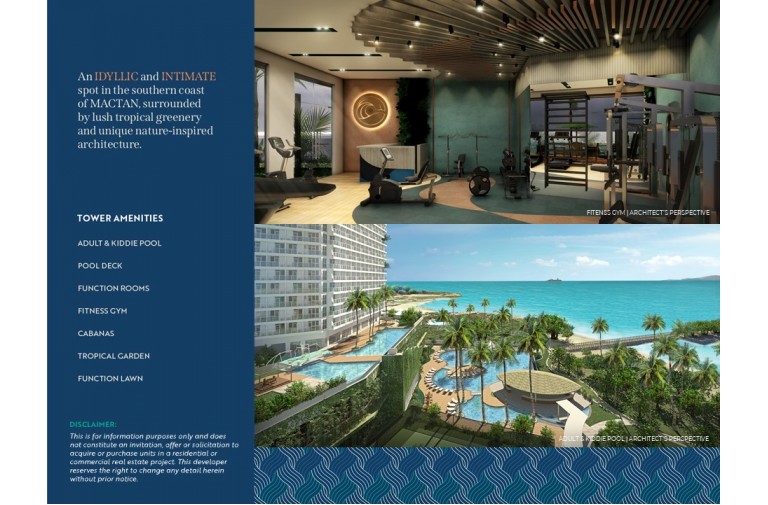 An IDYLLIC and INTIMATE
spot in the southern coast
of MACTAN, surrounded
by lush tropical greenery
and unique nature-inspired
architecture.
TOWER AMENITIES
ADULT & KIDDIE POOL
POOL DECK
FUNCTION ROOMS
FITNESS GYM
CABANAS
TROPICAL GARDEN
FUNCTION LAWN
DISCLAIMER:
This is for information purposes only and does
not constitute an invitation, offer or solicitation to
acquire or purchase units in a residential or
commercial real estate project. This developer
reserves the right to change any detail herein
without prior notice.
FITENSS GYM | ARCHITECT'S PERSPECTIVE
ADULT & KIDDIE POOL | ARCHITECT'S PERSPECTIVE